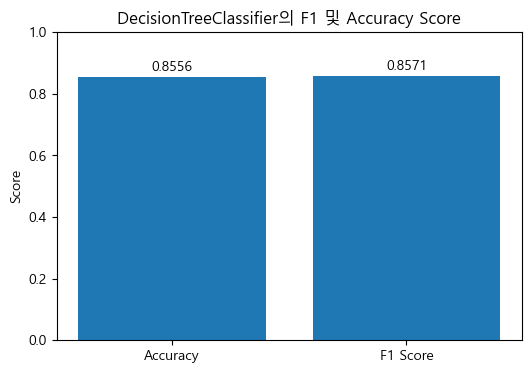 DecisionTreeClassifier의 F1 및 Accuracy Score
1.0
0.8
0.6
0.4
0.2
0.0
Score
0.8556
0.8571
Accuracy
F1 Score